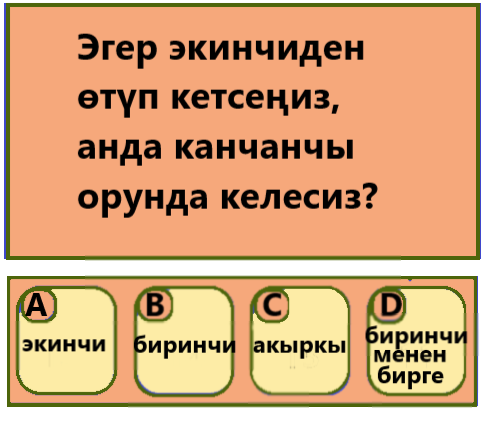 Эгер экинчиден
өтүп кетсеңиз,
анда канчанчы
орунда келесиз?
A
экинчи
B
биринчи
C
акыркы
D
биринчи
менен
бирге